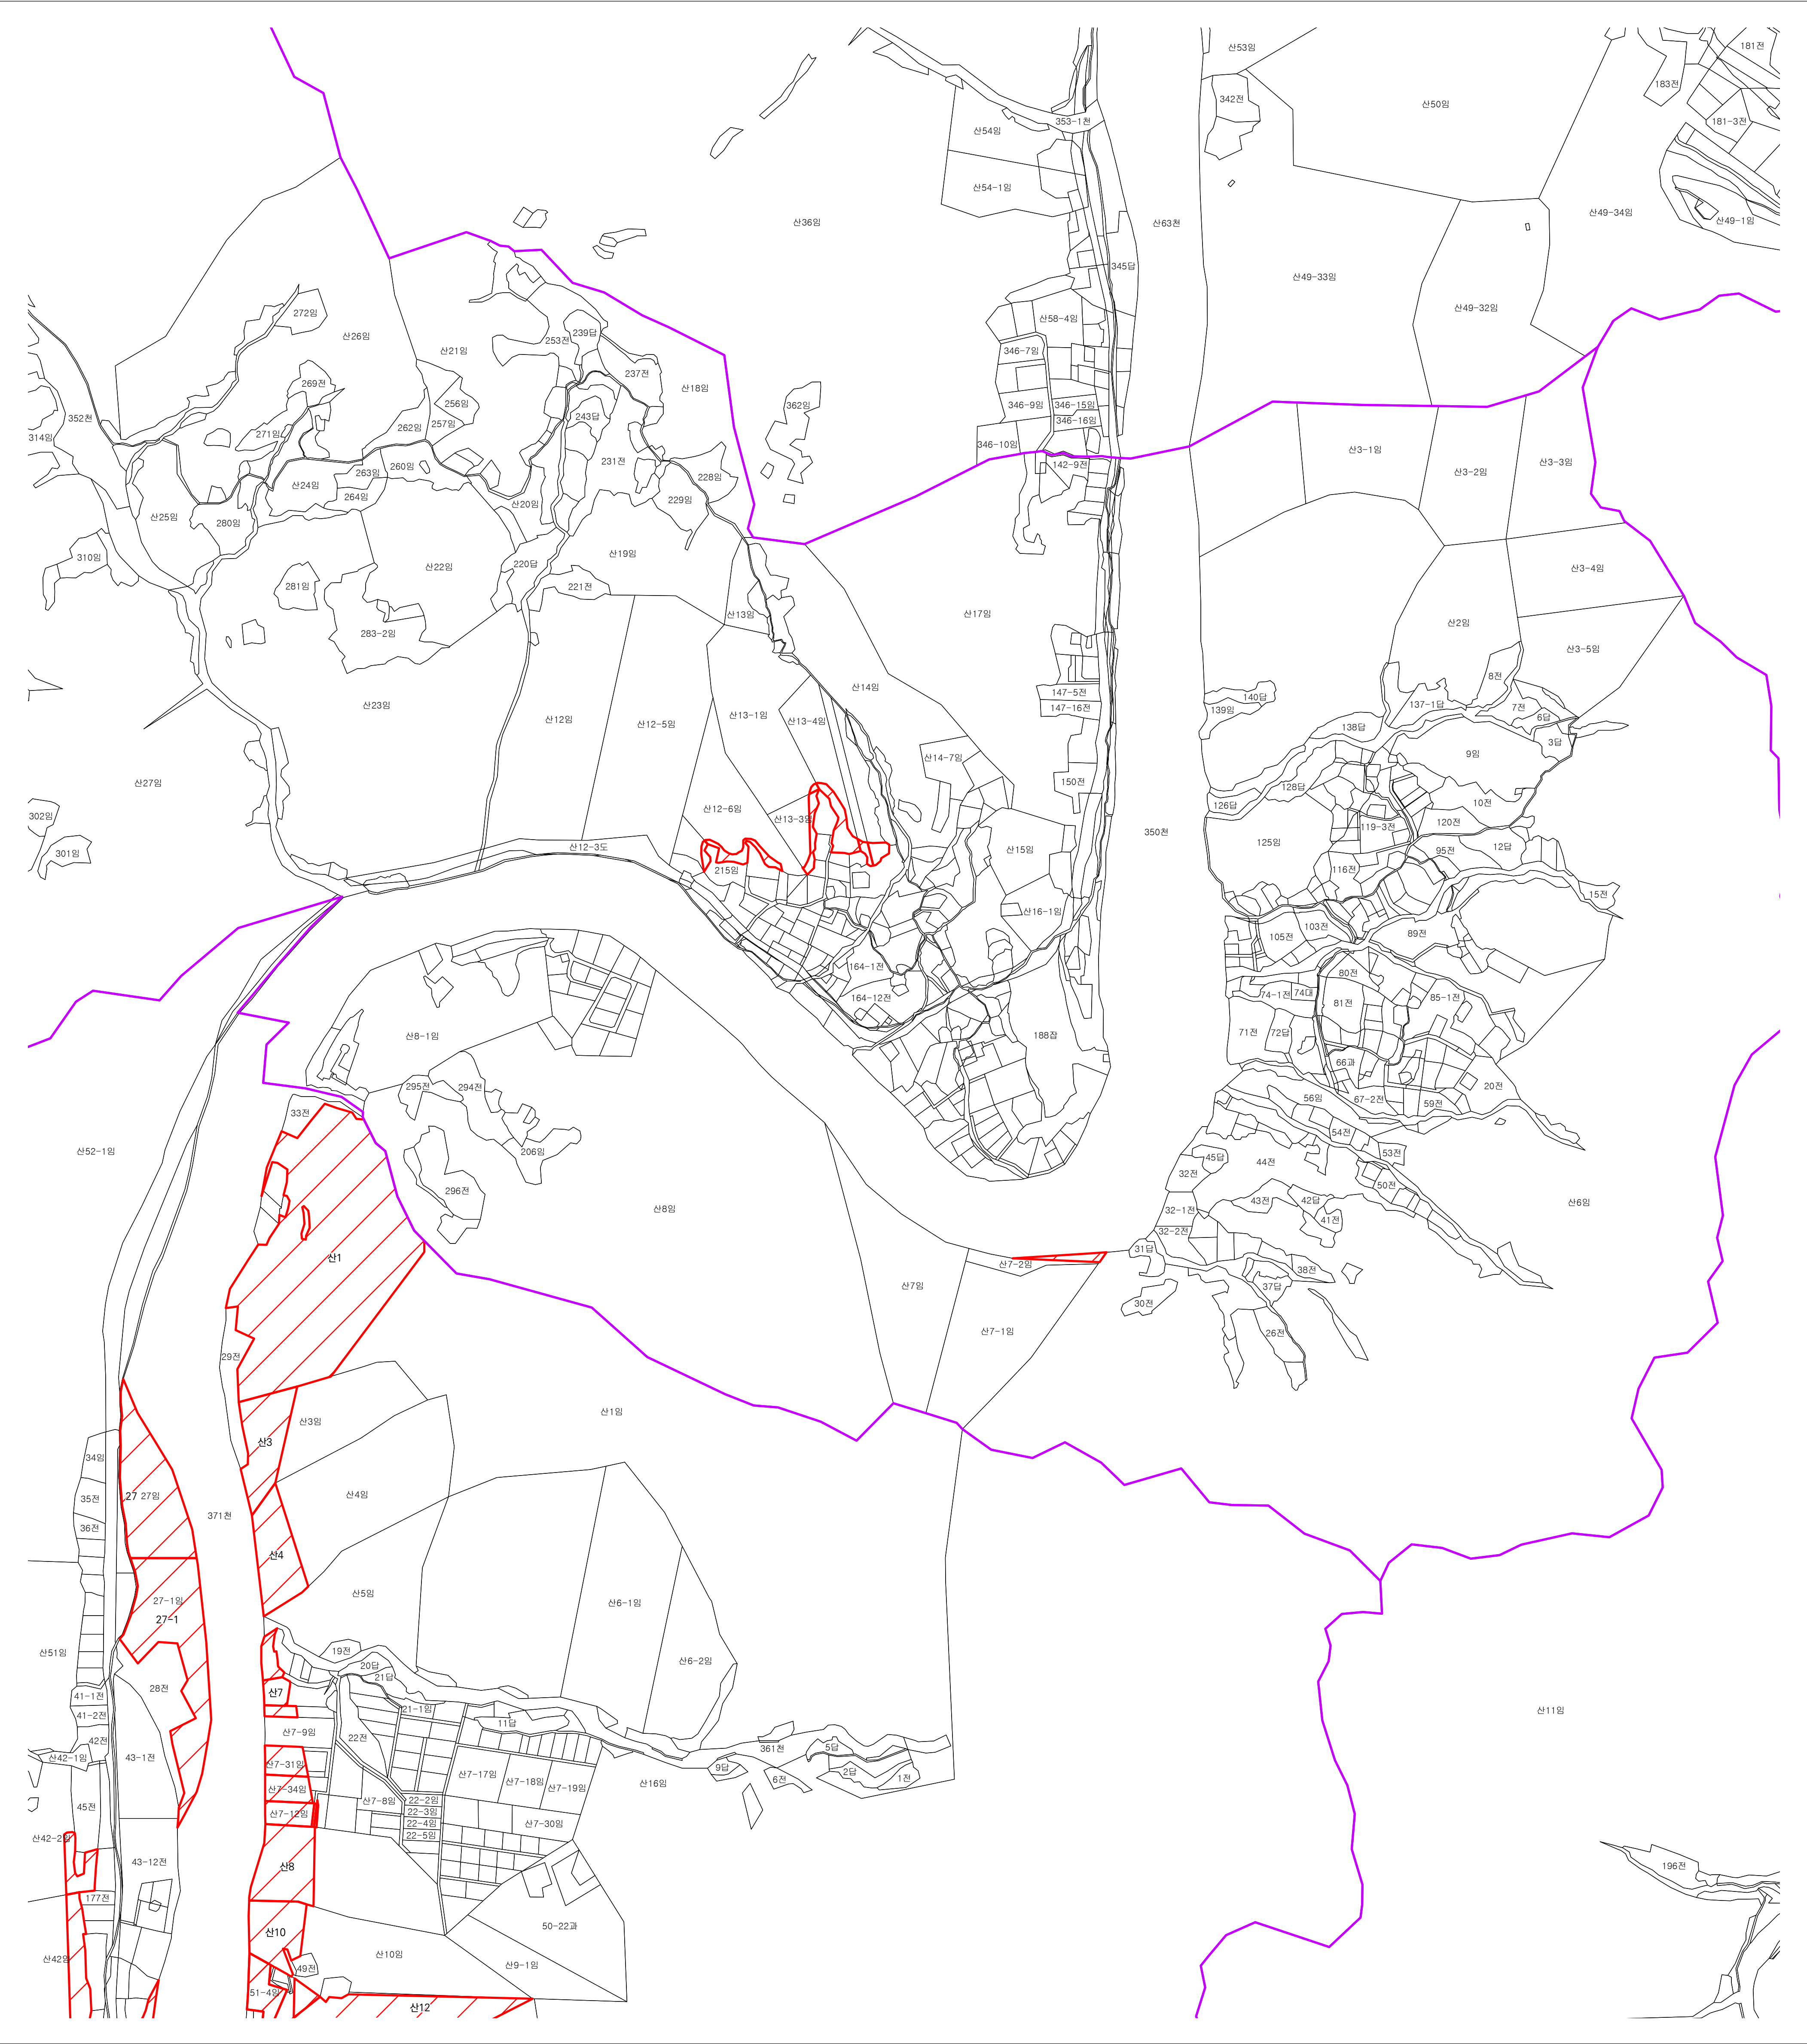 산53임
181전
183전
342전
산50임
353-1천
181-3전
산54임
산54-1임
산49-34임
산49-1임
산36임
산63천
345답
산49-33임
산49-32임
272임
산58-4임
산26임
239답
253전
산21임
346-7임
237전
269전
산18임
256임
362임
346-9임
346-15임
352천
243답
346-16임
262임
257임
271임
314임
346-10임
산3-1임
231전
142-9전
산3-3임
263임
260임
산3-2임
228임
산24임
264임
229임
산20임
산25임
280임
310임
산19임
220답
산22임
산3-4임
281임
221전
산13임
산17임
산2임
283-2임
산3-5임
8전
산14임
147-5전
140답
산23임
137-1답
7전
147-16전
139임
산13-1임
6답
산12임
산12-5임
산13-4임
138답
3답
9임
산14-7임
산27임
150전
128답
126답
10전
산12-6임
302임
산13-3임
120전
119-3전
350천
125임
산12-3도
12답
산15임
95전
301임
215임
116전
15전
산16-1임
103전
89전
105전
164-1전
80전
74-1전
74대
85-1전
164-12전
81전
산8-1임
188잡
71전
72답
66과
295전
294전
20전
56임
67-2전
59전
33전
54전
산52-1임
206임
53전
45답
44전
32전
50전
296전
43전
42답
산6임
32-1전
산8임
41전
32-2전
31답
산1
산7-2임
38전
산7임
37답
30전
산7-1임
26전
29전
산1임
산3임
산3
34임
산4임
27 27임
35전
371천
36전
산4
산5임
27-1임
산6-1임
27-1
19전
산51임
산6-2임
20답
21답
28전
산7
41-1전
21-1임
산11임
41-2전
11답
산7-9임
22전
42전
361천
5답
산42-1임
43-1전
산7-31임
9답
산7-17임
2답
산7-18임
6전
1전
산7-19임
산16임
산7-34임
22-2임
산7-8임
45전
22-3임
산7-12임
22-4임
산7-30임
22-5임
산42-2임
43-12전
산8
196전
177전
50-22과
산10
산10임
산42임
산9-1임
49전
51-4임
산12